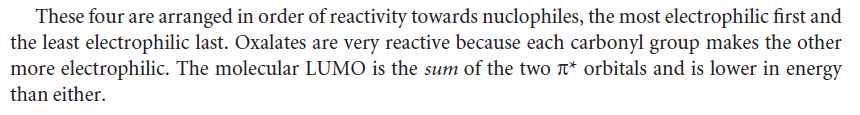 These four are arranged in order of reactivity towards nuclophiles, the most electrophilic first and
the least electrophilic last. Oxalates are very reactive because each carbonyl group makes the other
more electrophilic. The molecular LUMO is the sum of the two π* orbitals and is lower in energy
than either.